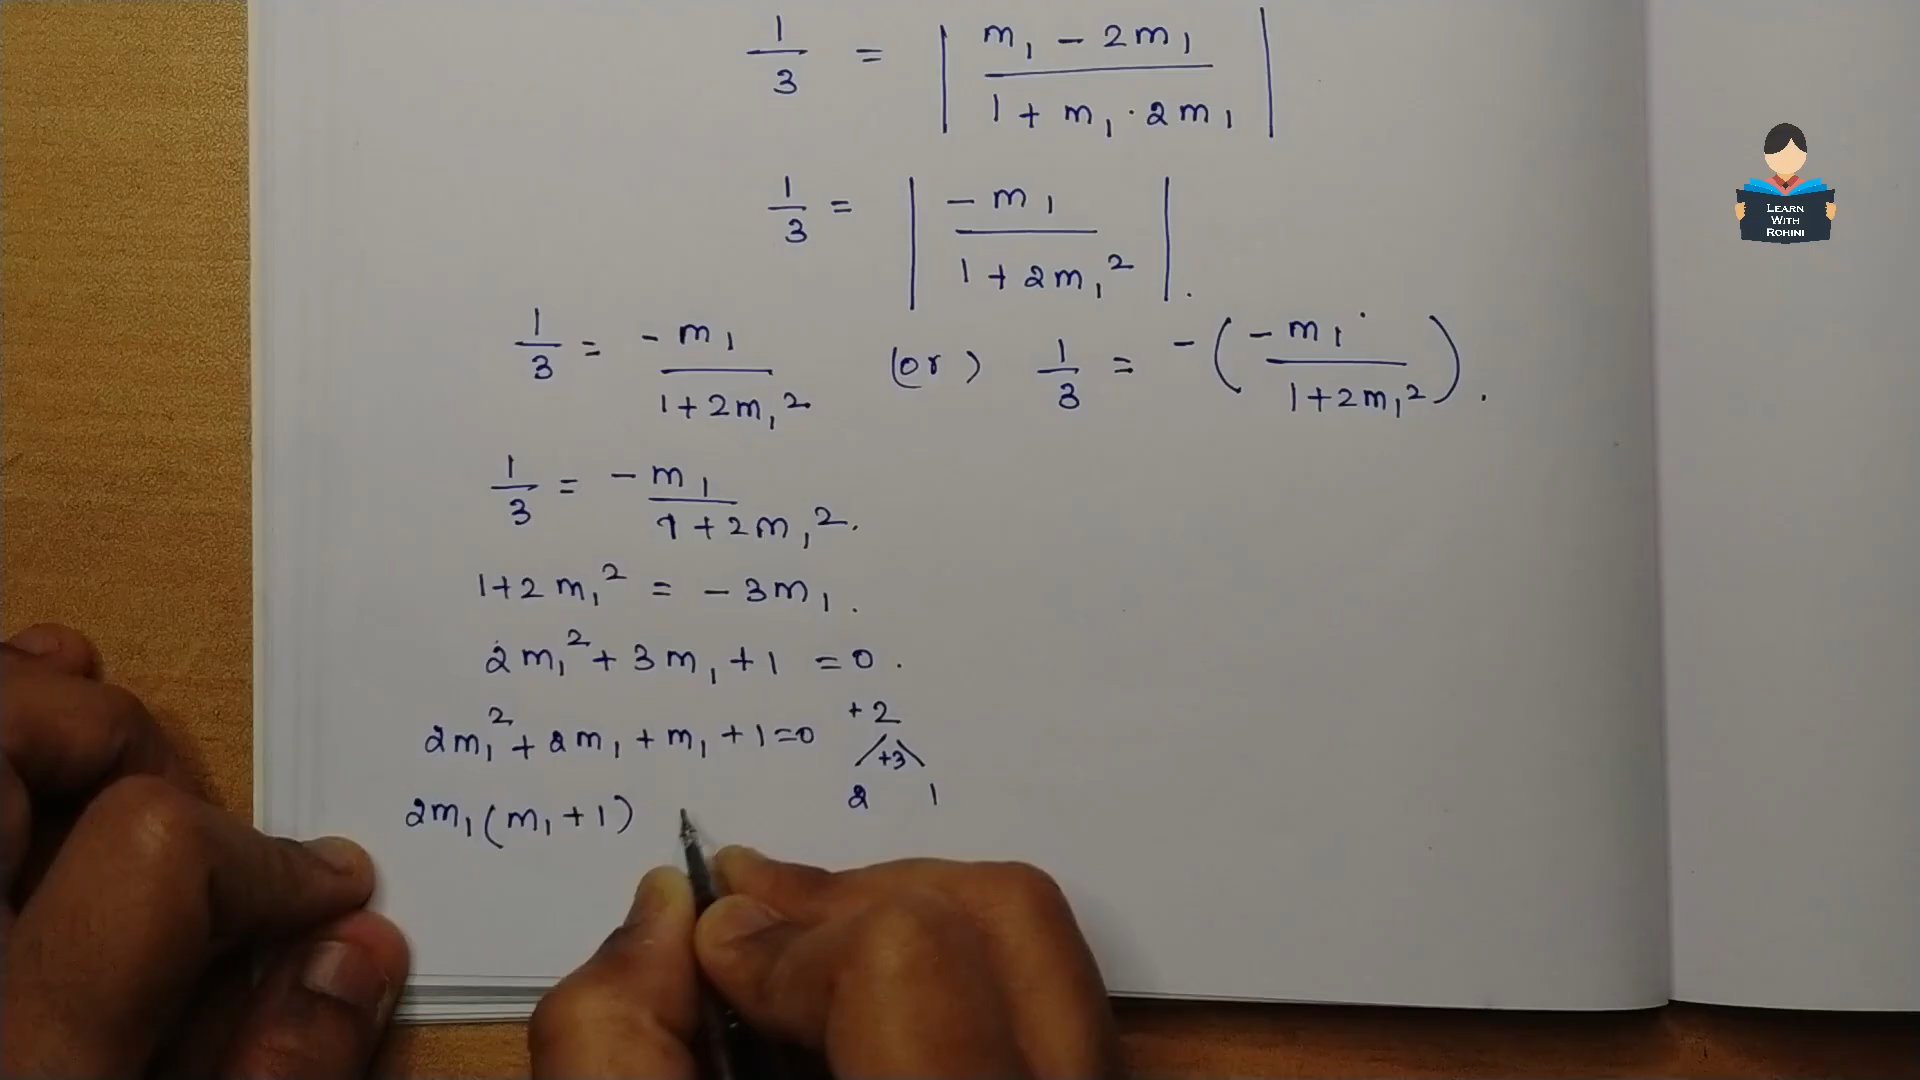 1/3 = | (m₁ - 2m₁)/(1 + m₁ · 2m₁) |
1/3 = | -m₁/(1 + 2m₁²) | .
1/3 = -m₁/(1+2m₁²) (or) 1/3 = -(-m₁/(1+2m₁²)) .
1/3 = -m₁/(1+2m₁²) .
1+2m₁² = -3m₁ .
2m₁² + 3m₁ + 1 = 0 .
2m₁² + 2m₁ + m₁ + 1 = 0
+2
+3
2 1
2m₁(m₁+1)
LEARN
WITH
ROHINI